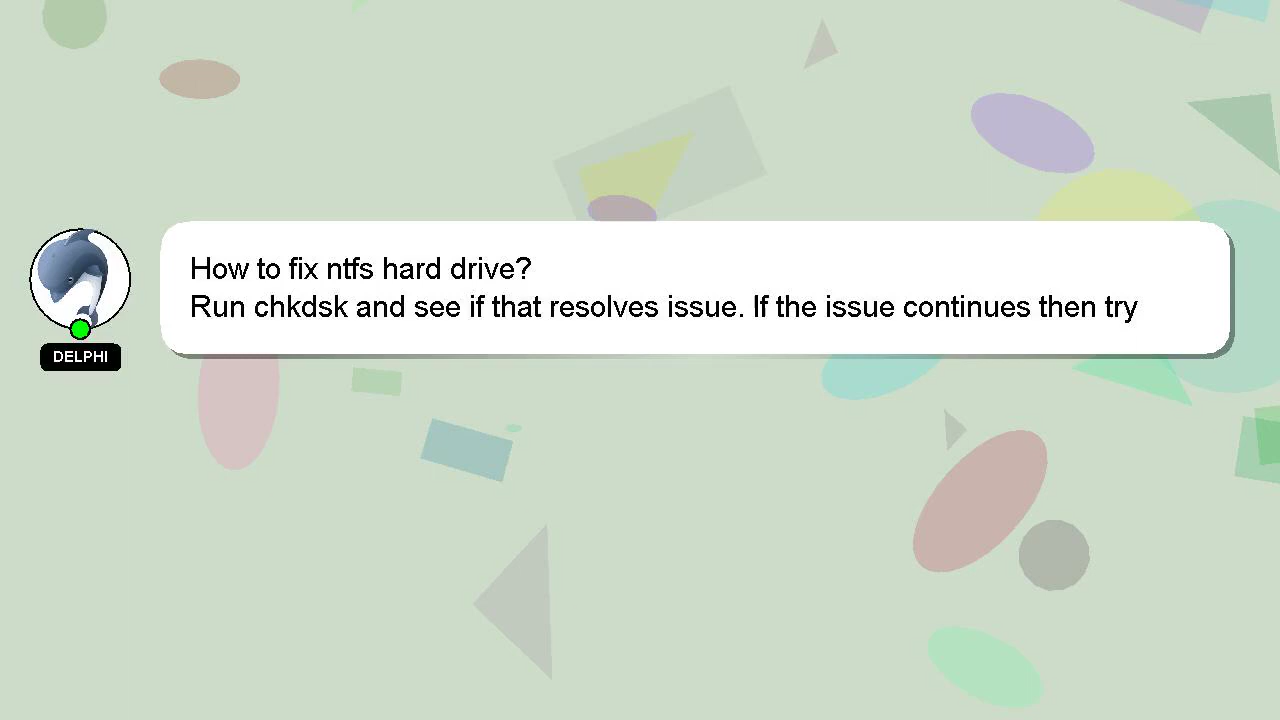 How to fix ntfs hard drive?
Run chkdsk and see if that resolves issue. If the issue continues then try
DELPHI